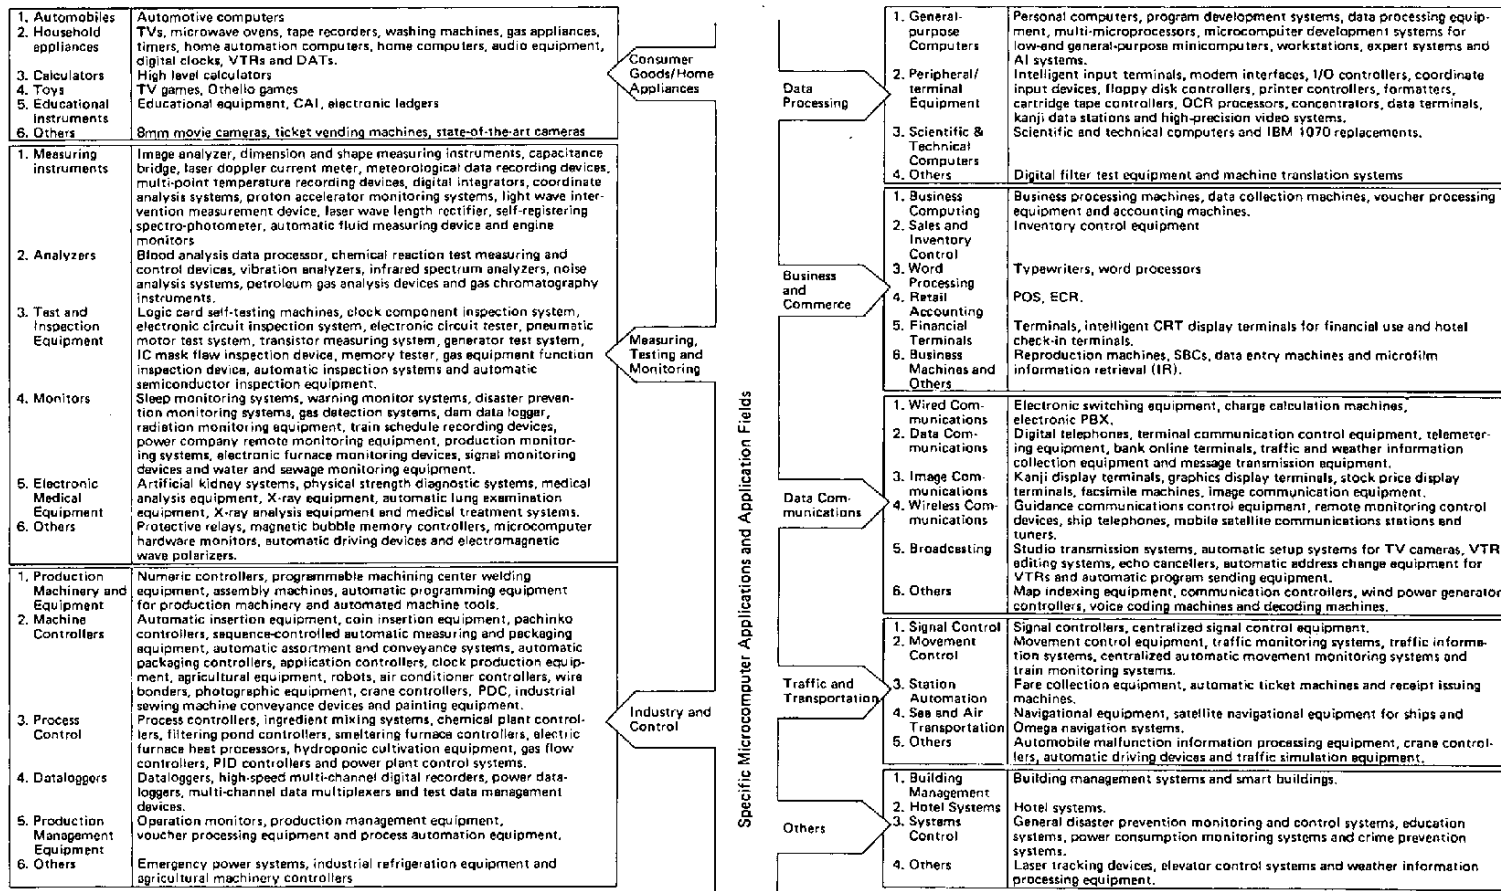 1. Automobiles Automotive computers
2. Household appliances TVs, microwave ovens, tape recorders, washing machines, gas appliances,
timers, home automation computers, home computers, audio equipment,
digital clocks, VTRs and DATs.
3. Calculators High level calculators
4. Toys TV games, Othello games
5. Educational Instruments Educational equipment, CAI, electronic ledgers
6. Others 8mm movie cameras, ticket vending machines, state-of-the-art cameras
Consumer
Goods/Home
Appliances
1. Measuring instruments Image analyzer, dimension and shape measuring instruments, capacitance
bridge, laser doppler current meter, meteorological data recording devices,
multi-point temperature recording devices, digital integrators, coordinate
analysis systems, proton accelerator monitoring systems, light wave inter-
vention measurement device, laser wave length rectifier, self-registering
spectro-photometer, automatic fluid measuring device and engine
monitors
2. Analyzers Blood analysis data processor, chemical reaction test measuring and
control devices, vibration analyzers, infrared spectrum analyzers, noise
analysis systems, petroleum gas analysis devices and gas chromatography
instruments.
3. Test and Inspection Equipment Logic card self-testing machines, clock component inspection system,
electronic circuit inspection system, electronic circuit tester, pneumatic
motor test system, transistor measuring system, generator test system,
IC mask flaw inspection device, memory tester, gas equipment function
inspection device, automatic inspection systems and automatic
semiconductor inspection equipment.
4. Monitors Sleep monitoring systems, warning monitor systems, disaster preven-
tion monitoring systems, gas detection systems, dam data logger,
radiation monitoring equipment, train schedule recording devices,
power company remote monitoring equipment, production monitor-
ing systems, electronic furnace monitoring devices, signal monitoring
devices and water and sewage monitoring equipment.
5. Electronic Medical Equipment Artificial kidney systems, physical strength diagnostic systems, medical
analysis equipment, X-ray equipment, automatic lung examination
equipment, X-ray analysis equipment and medical treatment systems.
6. Others Protective relays, magnetic bubble memory controllers, microcomputer
hardware monitors, automatic driving devices and electromagnetic
wave polarizers.
Measuring,
Testing and
Monitoring
1. Production Machinery and Equipment Numeric controllers, programmable machining center welding
equipment, assembly machines, automatic programming equipment
for production machinery and automated machine tools.
2. Machine Controllers Automatic insertion equipment, coin insertion equipment, pachinko
controllers, sequence-controlled automatic measuring and packaging
equipment, automatic assortment and conveyance systems, automatic
packaging controllers, application controllers, clock production equip-
ment, agricultural equipment, robots, air conditioner controllers, wire
bonders, photographic equipment, crane controllers, PDC, industrial
sewing machine conveyance devices and painting equipment.
3. Process Control Process controllers, ingredient mixing systems, chemical plant control-
lers, filtering pond controllers, smeltering furnace controllers, electric
furnace heat processors, hydroponic cultivation equipment, gas flow
controllers, PID controllers and power plant control systems.
4. Dataloggers Dataloggers, high-speed multi-channel digital recorders, power data-
loggers, multi-channel data multiplexers and test data management
devices.
5. Production Management Equipment Operation monitors, production management equipment,
voucher processing equipment and process automation equipment.
6. Others Emergency power systems, industrial refrigeration equipment and
agricultural machinery controllers
Industry and
Control
Specific Microcomputer Applications and Application Fields
Data
Processing
1. General-purpose Computers Personal computers, program development systems, data processing equip-
ment, multi-microprocessors, microcomputer development systems for
low-end general-purpose minicomputers, workstations, expert systems and
AI systems.
2. Peripheral/terminal Equipment Intelligent input terminals, modem interfaces, I/O controllers, coordinate
input devices, floppy disk controllers, printer controllers, formatters,
cartridge tape controllers, OCR processors, concentrators, data terminals,
kanji data stations and high-precision video systems.
3. Scientific & Technical Computers Scientific and technical computers and IBM 1070 replacements.
4. Others Digital filter test equipment and machine translation systems
Business
and
Commerce
1. Business Computing Business processing machines, data collection machines, voucher processing
equipment and accounting machines.
2. Sales and Inventory Control Inventory control equipment
3. Word Processing Typewriters, word processors
4. Retail Accounting POS, ECR.
5. Financial Terminals Terminals, intelligent CRT display terminals for financial use and hotel
check-in terminals.
6. Business Machines and Others Reproduction machines, SBCs, data entry machines and microfilm
information retrieval (IR).
Data Com-
munications
1. Wired Com-munications Electronic switching equipment, charge calculation machines,
electronic PBX.
2. Data Com-munications Digital telephones, terminal communication control equipment, telemeter-
ing equipment, bank online terminals, traffic and weather information
collection equipment and message transmission equipment.
3. Image Com-munications Kanji display terminals, graphics display terminals, stock price display
terminals, facsimile machines, image communication equipment.
4. Wireless Com-munications Guidance communications control equipment, remote monitoring control
devices, ship telephones, mobile satellite communications stations and
tuners.
5. Broadcasting Studio transmission systems, automatic setup systems for TV cameras, VTR
editing systems, echo cancellers, automatic address change equipment for
VTRs and automatic program sending equipment.
6. Others Map indexing equipment, communication controllers, wind power generator
controllers, voice coding machines and decoding machines.
Traffic and
Transportation
1. Signal Control Signal controllers, centralized signal control equipment.
2. Movement Control Movement control equipment, traffic monitoring systems, traffic informa-
tion systems, centralized automatic movement monitoring systems and
train monitoring systems.
3. Station Automation Fare collection equipment, automatic ticket machines and receipt issuing
machines.
4. Sea and Air Transportation Navigational equipment, satellite navigational equipment for ships and
Omega navigation systems.
5. Others Automobile malfunction information processing equipment, crane control-
lers, automatic driving devices and traffic simulation equipment.
Others
1. Building Management Building management systems and smart buildings.
2. Hotel Systems Hotel systems.
3. Systems Control General disaster prevention monitoring and control systems, education
systems, power consumption monitoring systems and crime prevention
systems.
4. Others Laser tracking devices, elevator control systems and weather information
processing equipment.